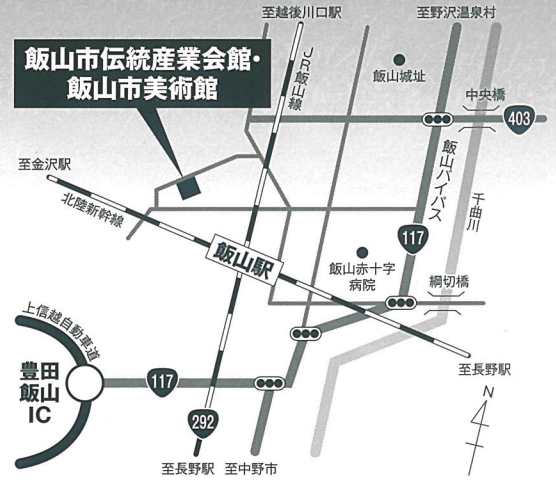 至越後川口駅
至野沢温泉村
飯山市伝統産業会館・
飯山市美術館
JR飯山線
飯山城址
中央橋
403
至金沢駅
飯山バイパス
千曲川
北陸新幹線
117
飯山駅
飯山赤十字
病院
綱切橋
上信越自動車道
豊田
飯山
IC
至長野駅
117
292
N
至長野駅
至中野市